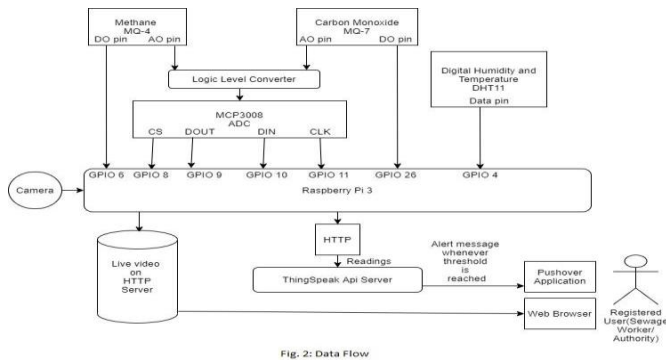 Methane
MQ-4
DO pin AO pin
Carbon Monoxide
MQ-7
AO pin DO pin
Digital Humidity and
Temperature
DHT11
Data pin
Logic Level Converter
MCP3008
ADC
CS DOUT DIN CLK
GPIO 6 GPIO 8 GPIO 9 GPIO 10 GPIO 11 GPIO 26 GPIO 4
Raspberry Pi 3
Camera
HTTP
Readings
Live video
on
HTTP
Server
ThingSpeak Api Server
Alert message
whenever
threshold
is
reached
Pushover
Application
Web Browser
Registered
User(Sewage
Worker/
Authority)
Fig. 2: Data Flow